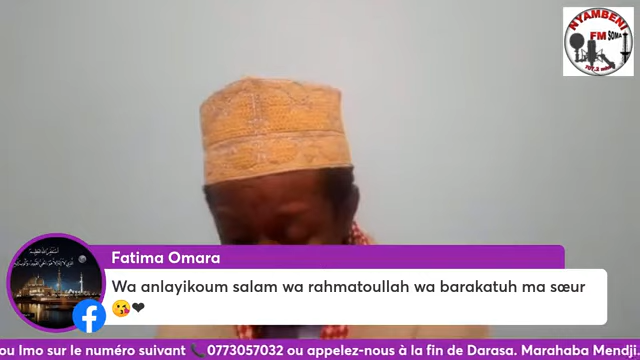 NYAMBENI
FM SOMA
Fatima Omara
Wa anlayikoum salam wa rahmatoullah wa barakatuh ma sœur
😘❤
ou Imo sur le numéro suivant 📞 0773057032 ou appelez-nous à la fin de Darasa. Marahaba Mendji.